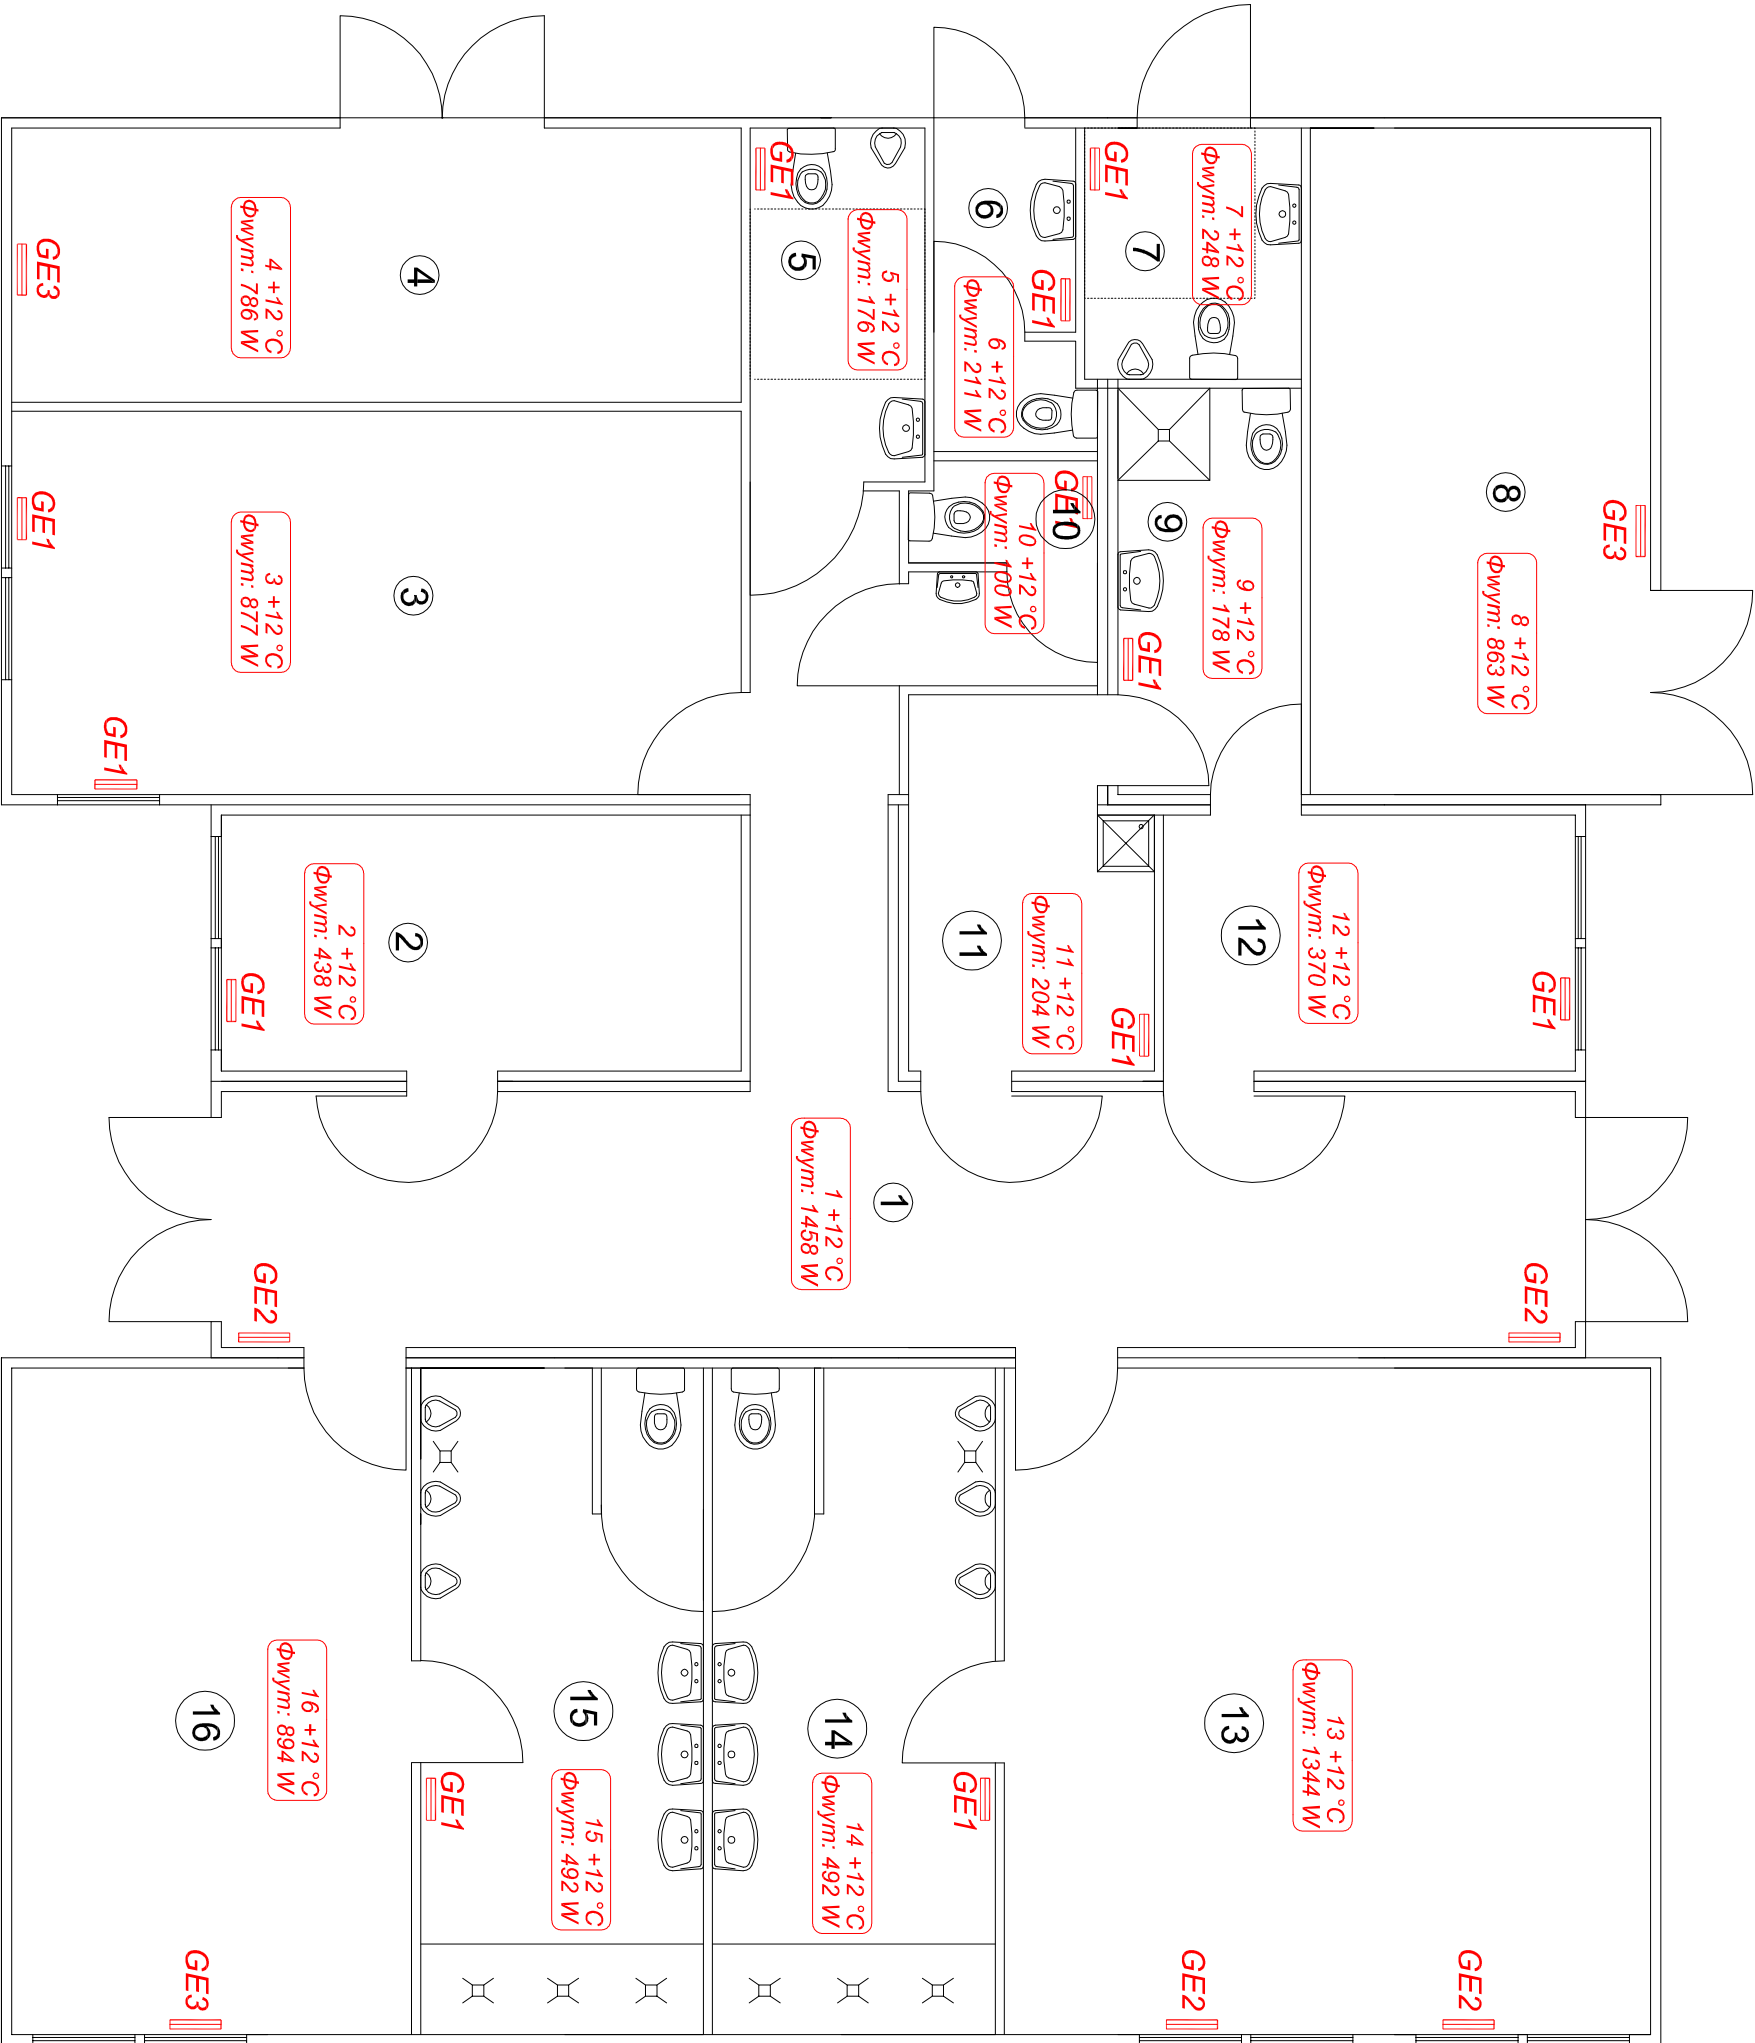 GE1
7 +12 °C
Φwym: 248 W
7
GE1
6
GE1
6 +12 °C
Φwym: 211 W
5 +12 °C
Φwym: 176 W
5
4
4 +12 °C
Φwym: 786 W
GE3
8
GE3
8 +12 °C
Φwym: 863 W
9
9 +12 °C
Φwym: 178 W
GE1
GE1
10
10 +12 °C
Φwym: 100 W
3
3 +12 °C
Φwym: 877 W
GE1
GE1
12
12 +12 °C
Φwym: 370 W
GE1
11
11 +12 °C
Φwym: 204 W
GE1
2
2 +12 °C
Φwym: 438 W
GE1
1
1 +12 °C
Φwym: 1458 W
GE2
GE2
13
13 +12 °C
Φwym: 1344 W
GE2
GE2
14
14 +12 °C
Φwym: 492 W
GE1
15
15 +12 °C
Φwym: 492 W
GE1
16
16 +12 °C
Φwym: 894 W
GE3